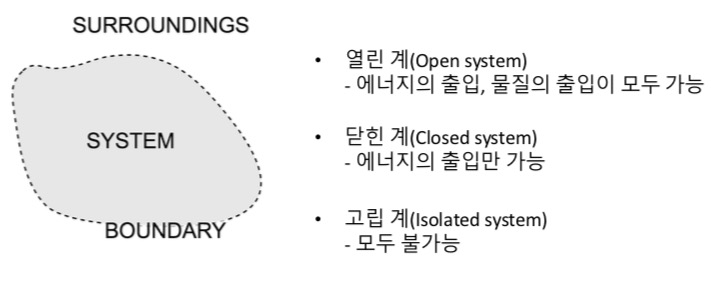 SURROUNDINGS
SYSTEM
BOUNDARY
• 열린 계(Open system)
- 에너지의 출입, 물질의 출입이 모두 가능
• 닫힌 계(Closed system)
- 에너지의 출입만 가능
• 고립 계(Isolated system)
- 모두 불가능